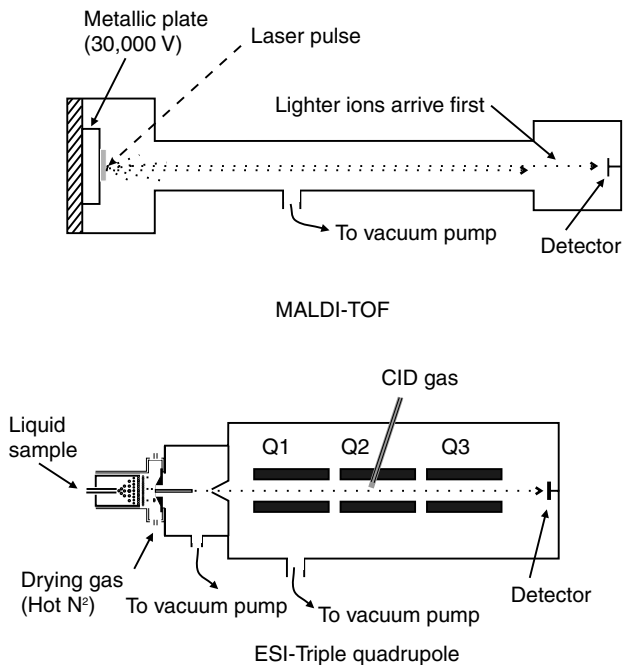 Metallic plate
(30,000 V)
Laser pulse
Lighter ions arrive first
To vacuum pump
Detector
MALDI-TOF
CID gas
Liquid
sample
Q1 Q2 Q3
Drying gas
(Hot N²)
To vacuum pump
To vacuum pump
Detector
ESI-Triple quadrupole